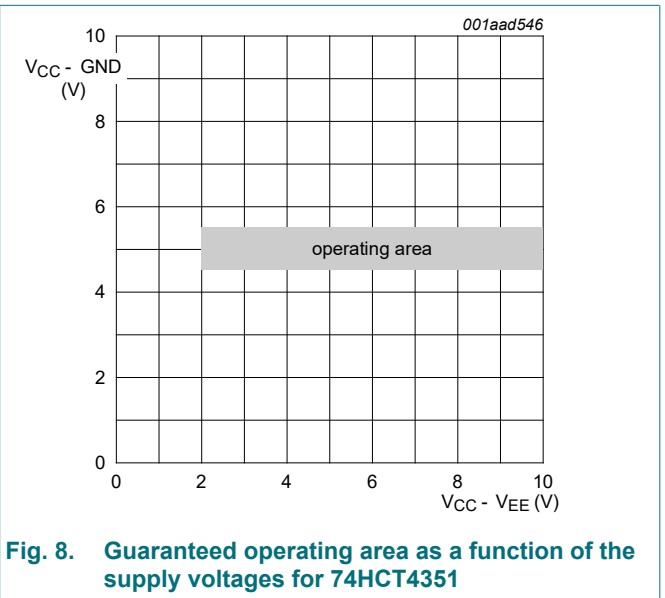 001aad546
10
VCC - GND
(V)
8
6
operating area
4
2
0
0 2 4 6 8 10
VCC - VEE (V)
Fig. 8. Guaranteed operating area as a function of the
supply voltages for 74HCT4351